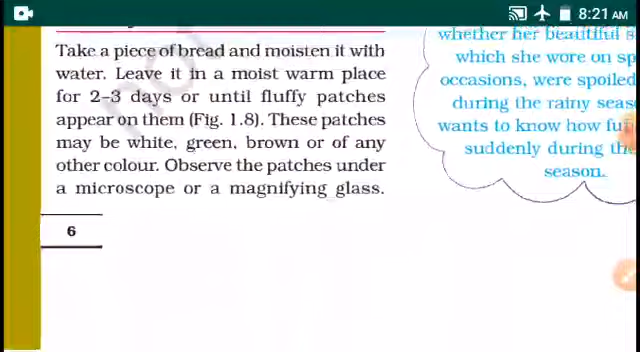 8:21 AM
Take a piece of bread and moisten it with
water. Leave it in a moist warm place
for 2–3 days or until fluffy patches
appear on them (Fig. 1.8). These patches
may be white, green, brown or of any
other colour. Observe the patches under
a microscope or a magnifying glass.
6
whether her beautiful
which she wore on
occasions, were spoiled
during the rainy
wants to know how
suddenly during
season.